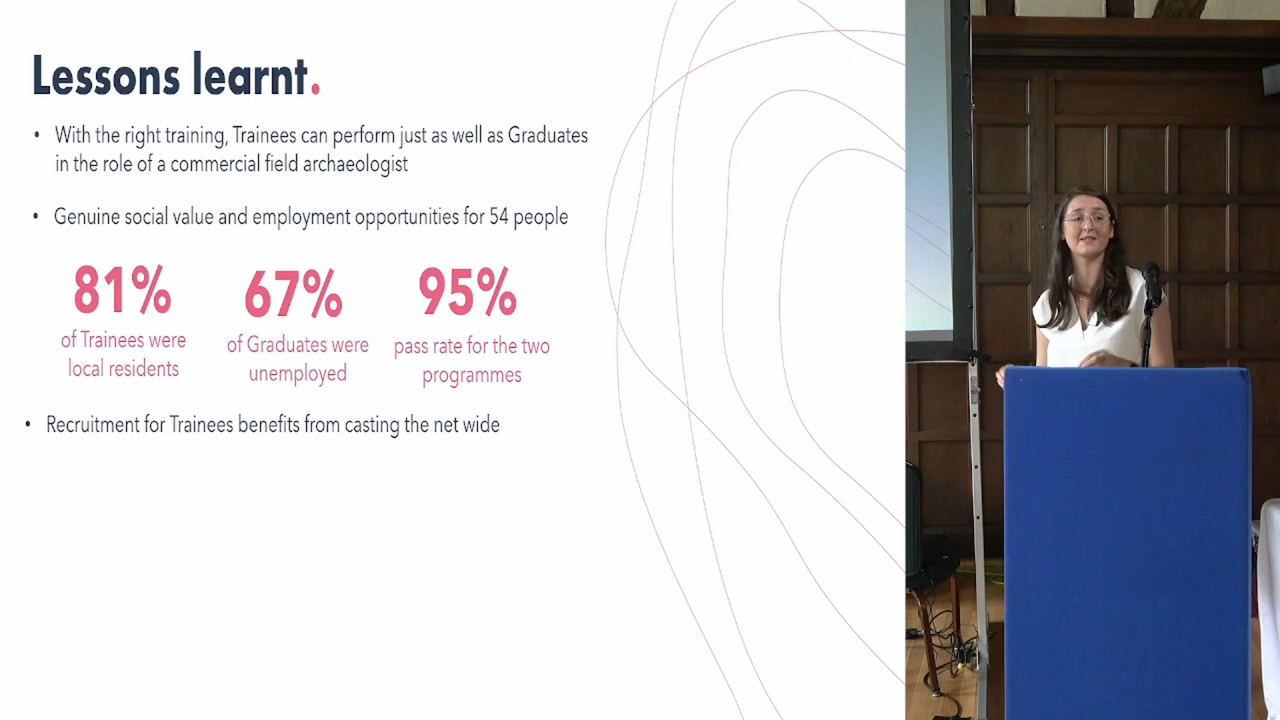 Lessons learnt.
• With the right training, Trainees can perform just as well as Graduates
in the role of a commercial field archaeologist
• Genuine social value and employment opportunities for 54 people
81%
of Trainees were
local residents
67%
of Graduates were
unemployed
95%
pass rate for the two
programmes
• Recruitment for Trainees benefits from casting the net wide